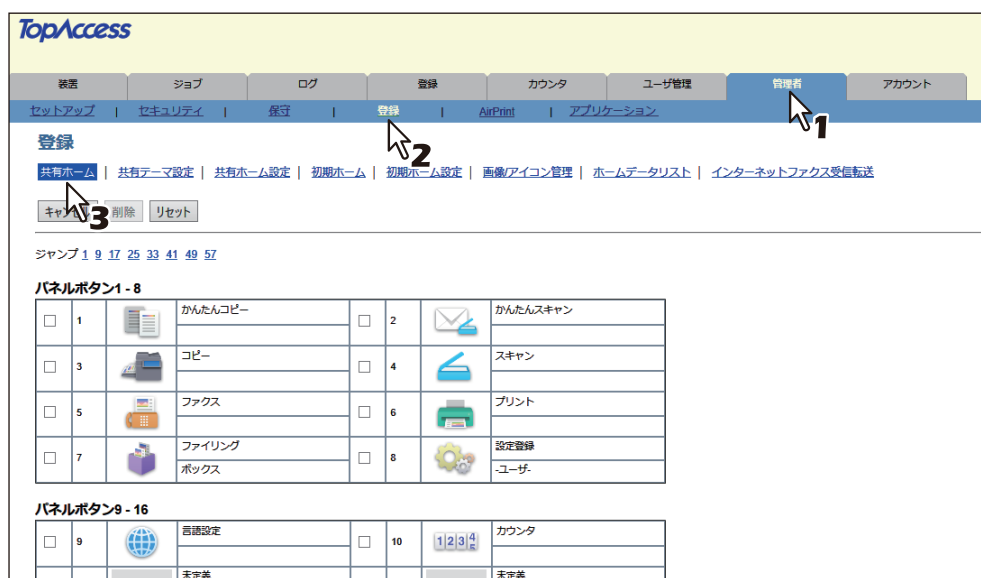 TopAccess
装置 ジョブ ログ 登録 カウンタ ユーザ管理 管理者 アカウント
セットアップ | セキュリティ | 保守 | 登録 | AirPrint | アプリケーション
1
登録
2
共有ホーム | 共有テーマ設定 | 共有ホーム設定 | 初期ホーム | 初期ホーム設定 | 画像/アイコン管理 | ホームデータリスト | インターネットファクス受信転送
3
削除 リセット
ジャンプ 1 9 17 25 33 41 49 57
パネルボタン1 - 8
1 かんたんコピー 2 かんたんスキャン
3 コピー 4 スキャン
5 ファクス 6 プリント
7 ファイリング 8 設定登録
ボックス -ユーザ-
パネルボタン9 - 16
9 言語設定 10 カウンタ
未定義 未定義